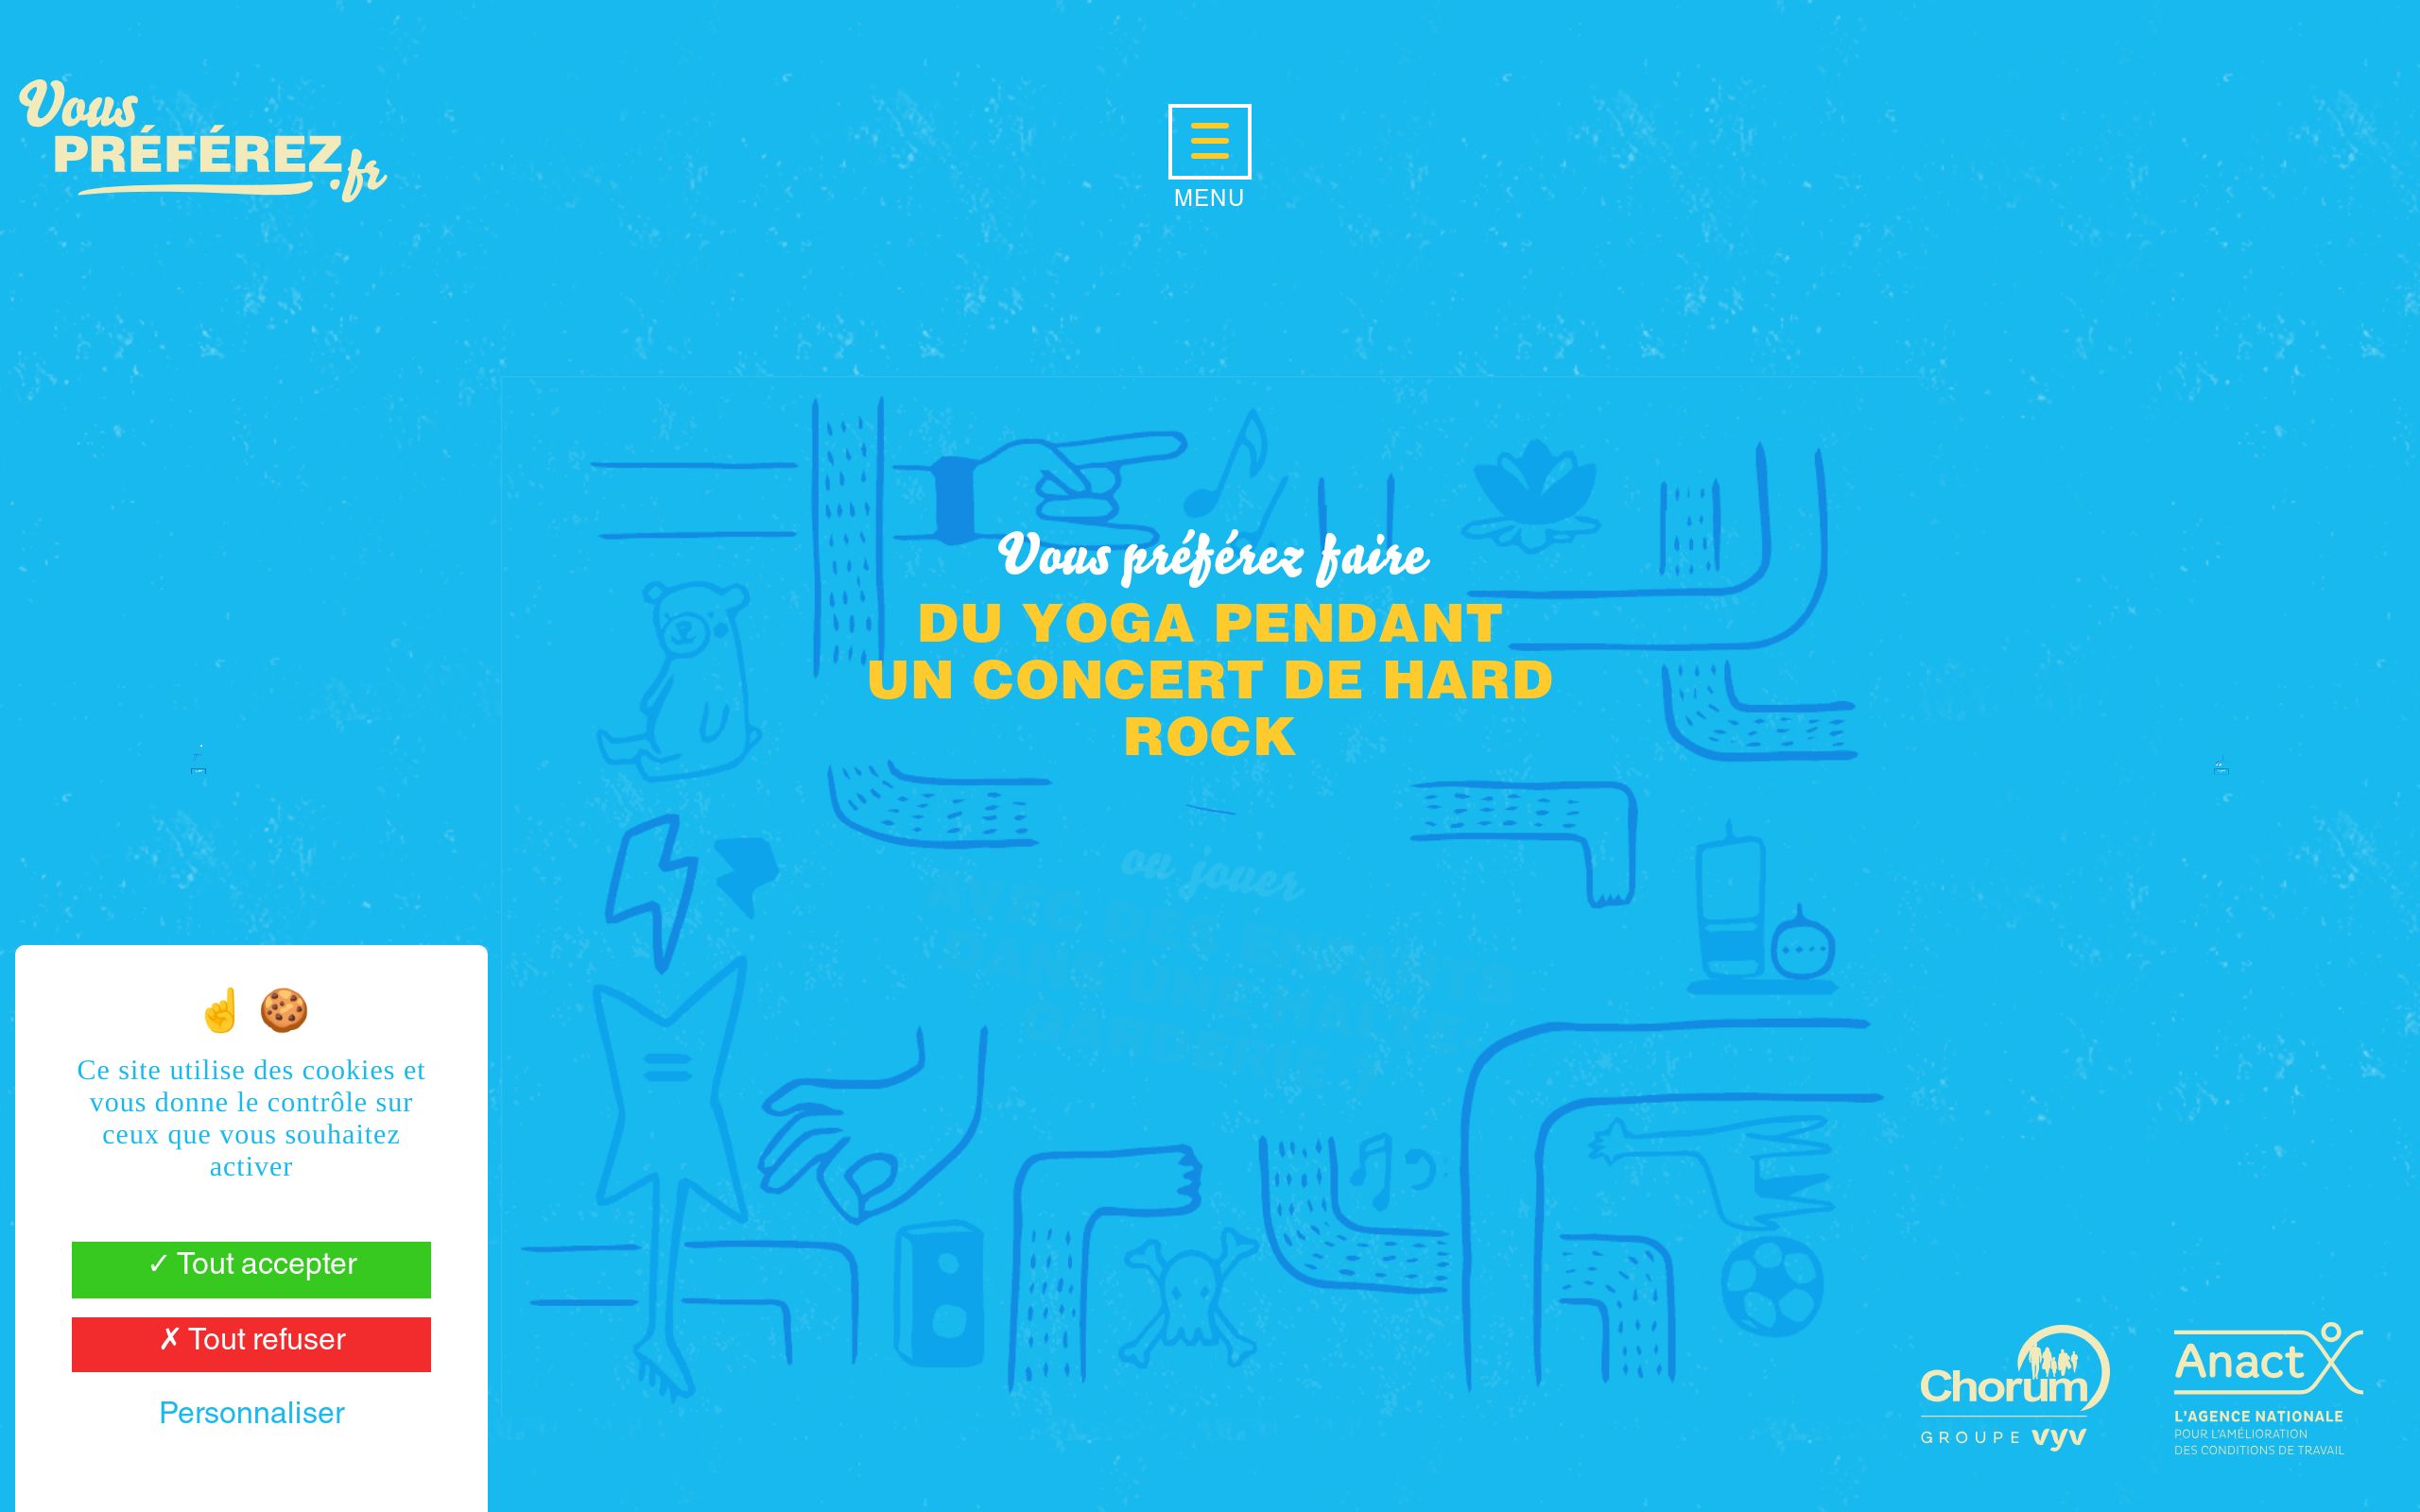 Vous
PRÉFÉREZ.fr
MENU
Vous préférez faire
DU YOGA PENDANT
UN CONCERT DE HARD
ROCK
ou jouer
☝️ 🍪
Ce site utilise des cookies et
vous donne le contrôle sur
ceux que vous souhaitez
activer
✓ Tout accepter
✗ Tout refuser
Personnaliser
Chorum
GROUPE vyv
Anact
L'AGENCE NATIONALE
POUR L'AMÉLIORATION
DES CONDITIONS DE TRAVAIL